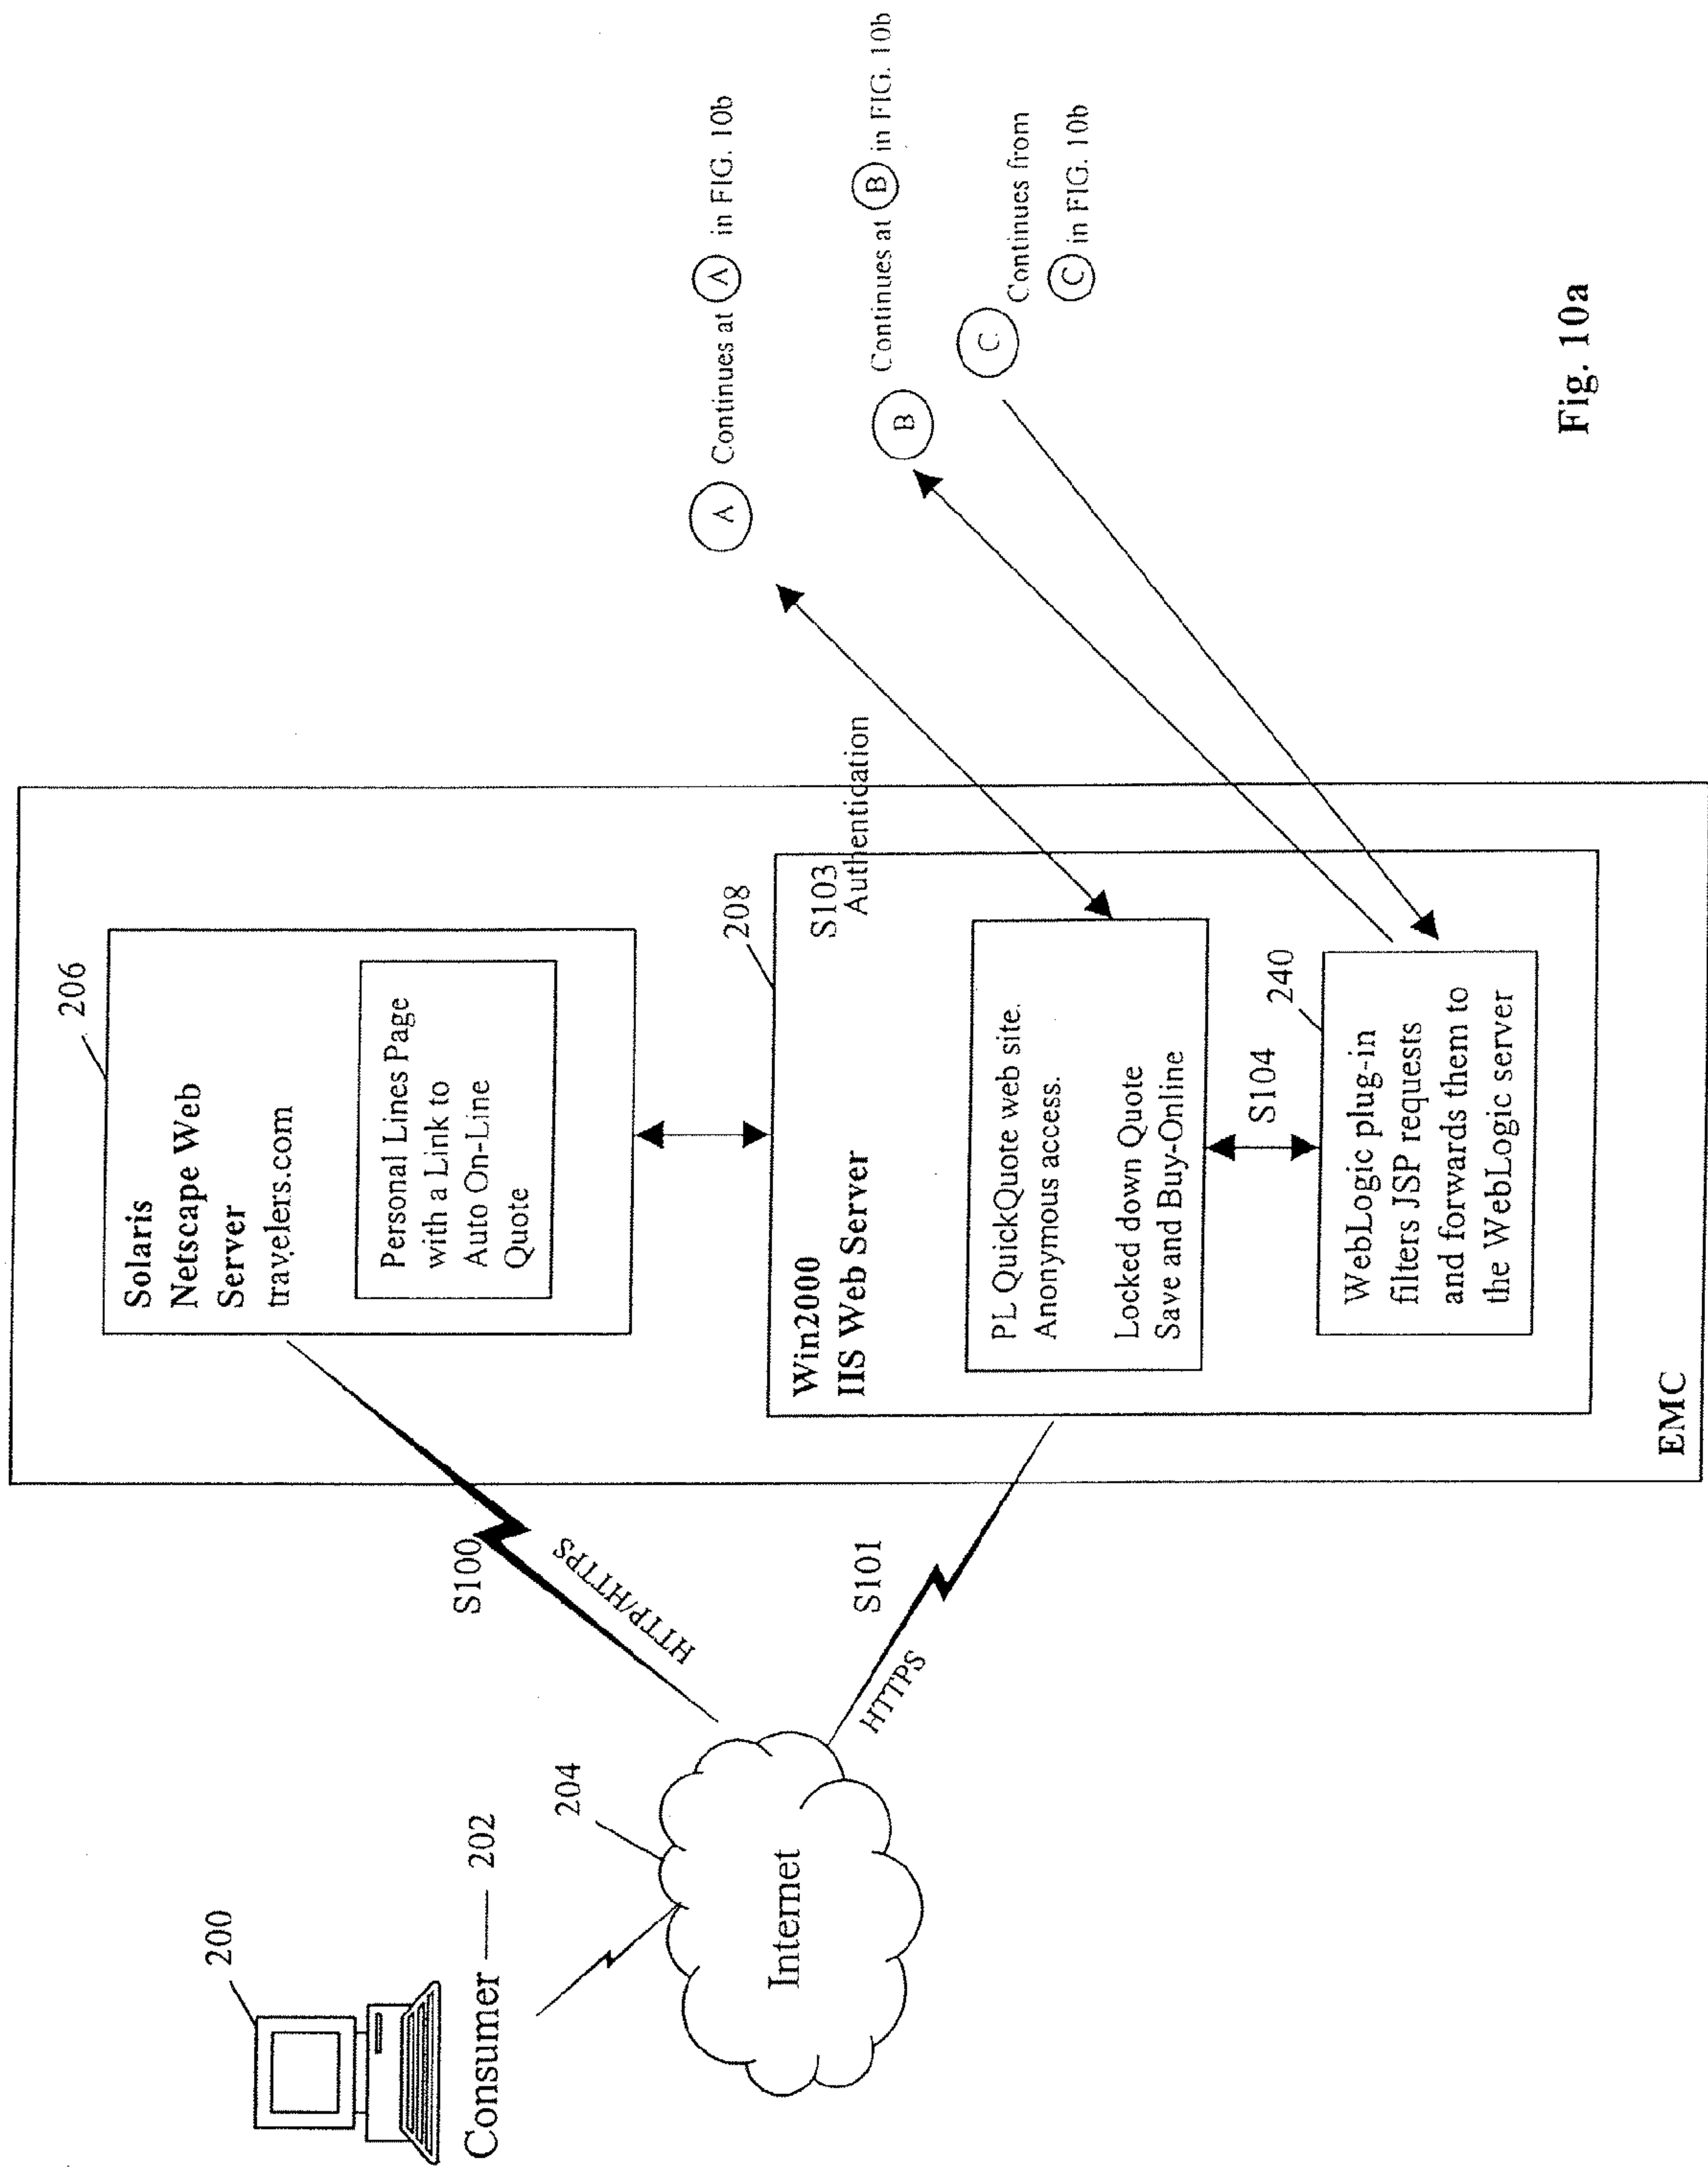 200
Consumer
202
204
Internet
S100
HTTP/HTTPS
S101
HTTPS
206
Solaris
Netscape Web
Server
travelers.com
Personal Lines Page
with a Link to
Auto On-Line
Quote
208
Win2000
IIS Web Server
S103
Authentication
PL QuickQuote web site.
Anonymous access.
Locked down Quote
Save and Buy-Online
S104
240
WebLogic plug-in
filters JSP requests
and forwards them to
the WebLogic server
EMC
A Continues at A in FIG. 10b
B Continues at B in FIG. 10b
C Continues from
C in FIG. 10b
Fig. 10a